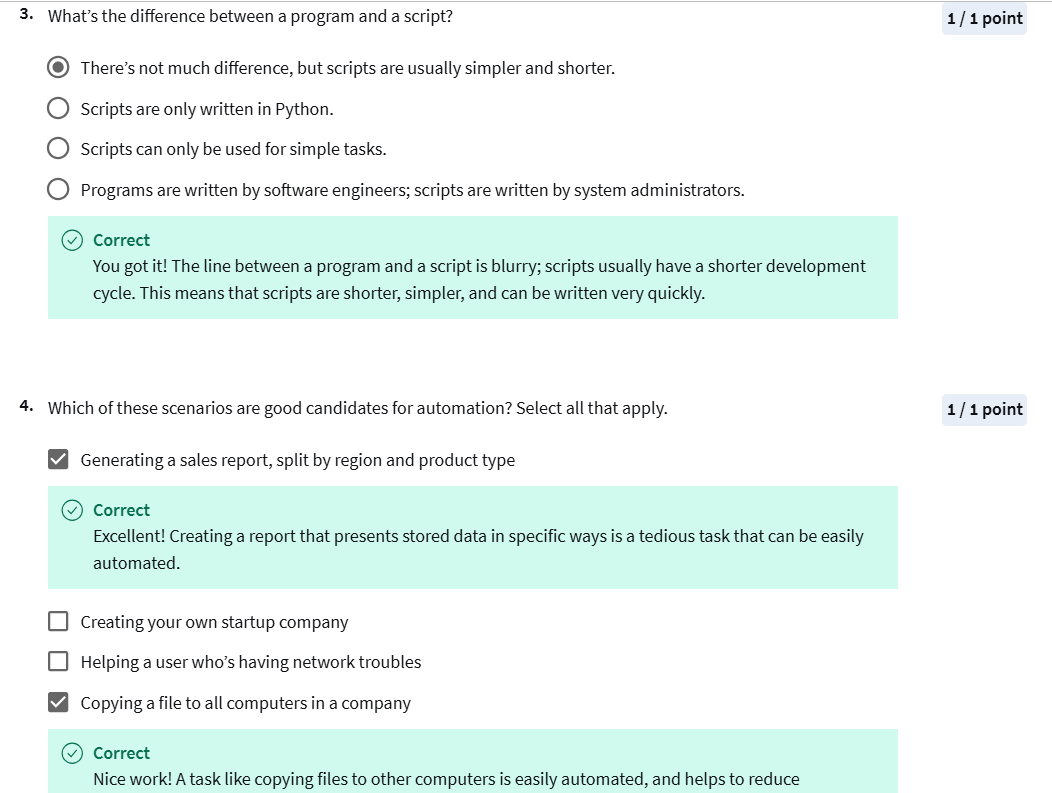 3. What’s the difference between a program and a script?
1 / 1 point
There’s not much difference, but scripts are usually simpler and shorter.
Scripts are only written in Python.
Scripts can only be used for simple tasks.
Programs are written by software engineers; scripts are written by system administrators.
Correct
You got it! The line between a program and a script is blurry; scripts usually have a shorter development
cycle. This means that scripts are shorter, simpler, and can be written very quickly.
4. Which of these scenarios are good candidates for automation? Select all that apply.
1 / 1 point
Generating a sales report, split by region and product type
Correct
Excellent! Creating a report that presents stored data in specific ways is a tedious task that can be easily
automated.
Creating your own startup company
Helping a user who’s having network troubles
Copying a file to all computers in a company
Correct
Nice work! A task like copying files to other computers is easily automated, and helps to reduce